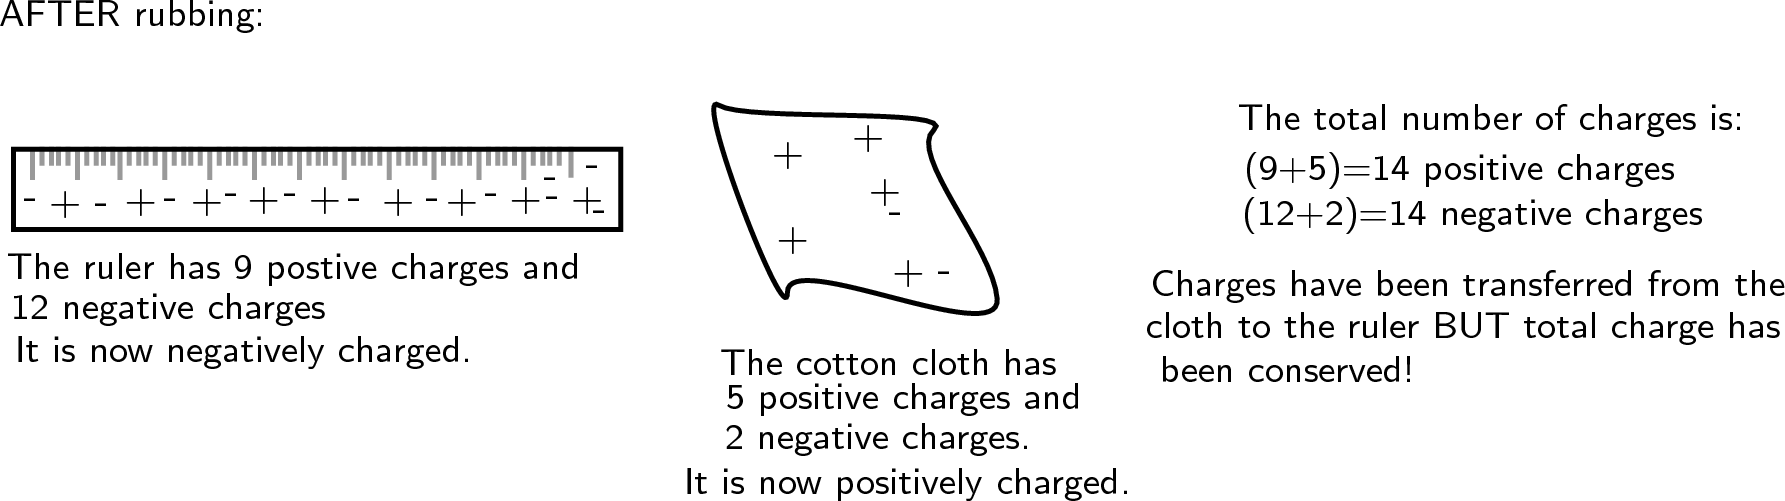 AFTER rubbing:
The ruler has 9 postive charges and
12 negative charges
It is now negatively charged.
The cotton cloth has
5 positive charges and
2 negative charges.
It is now positively charged.
The total number of charges is:
(9+5)=14 positive charges
(12+2)=14 negative charges
Charges have been transferred from the
cloth to the ruler BUT total charge has
been conserved!